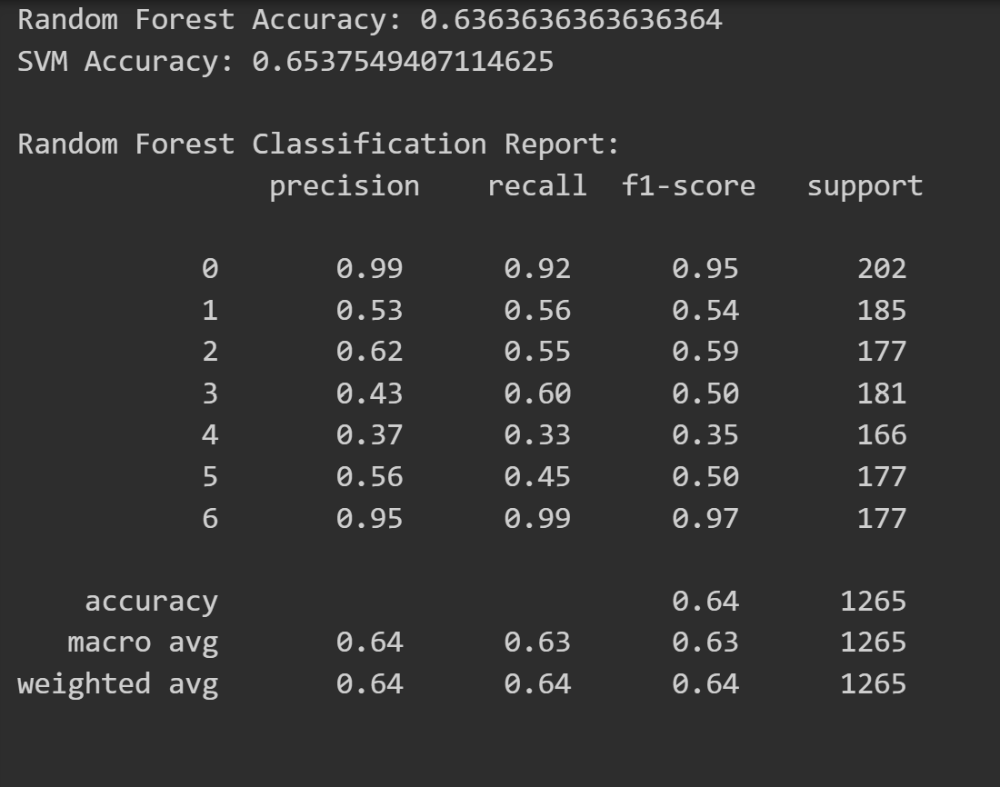 Random Forest Accuracy: 0.6363636363636364
SVM Accuracy: 0.6537549407114625
Random Forest Classification Report:
precision recall f1-score support
0 0.99 0.92 0.95 202
1 0.53 0.56 0.54 185
2 0.62 0.55 0.59 177
3 0.43 0.60 0.50 181
4 0.37 0.33 0.35 166
5 0.56 0.45 0.50 177
6 0.95 0.99 0.97 177
accuracy 0.64 1265
macro avg 0.64 0.63 0.63 1265
weighted avg 0.64 0.64 0.64 1265